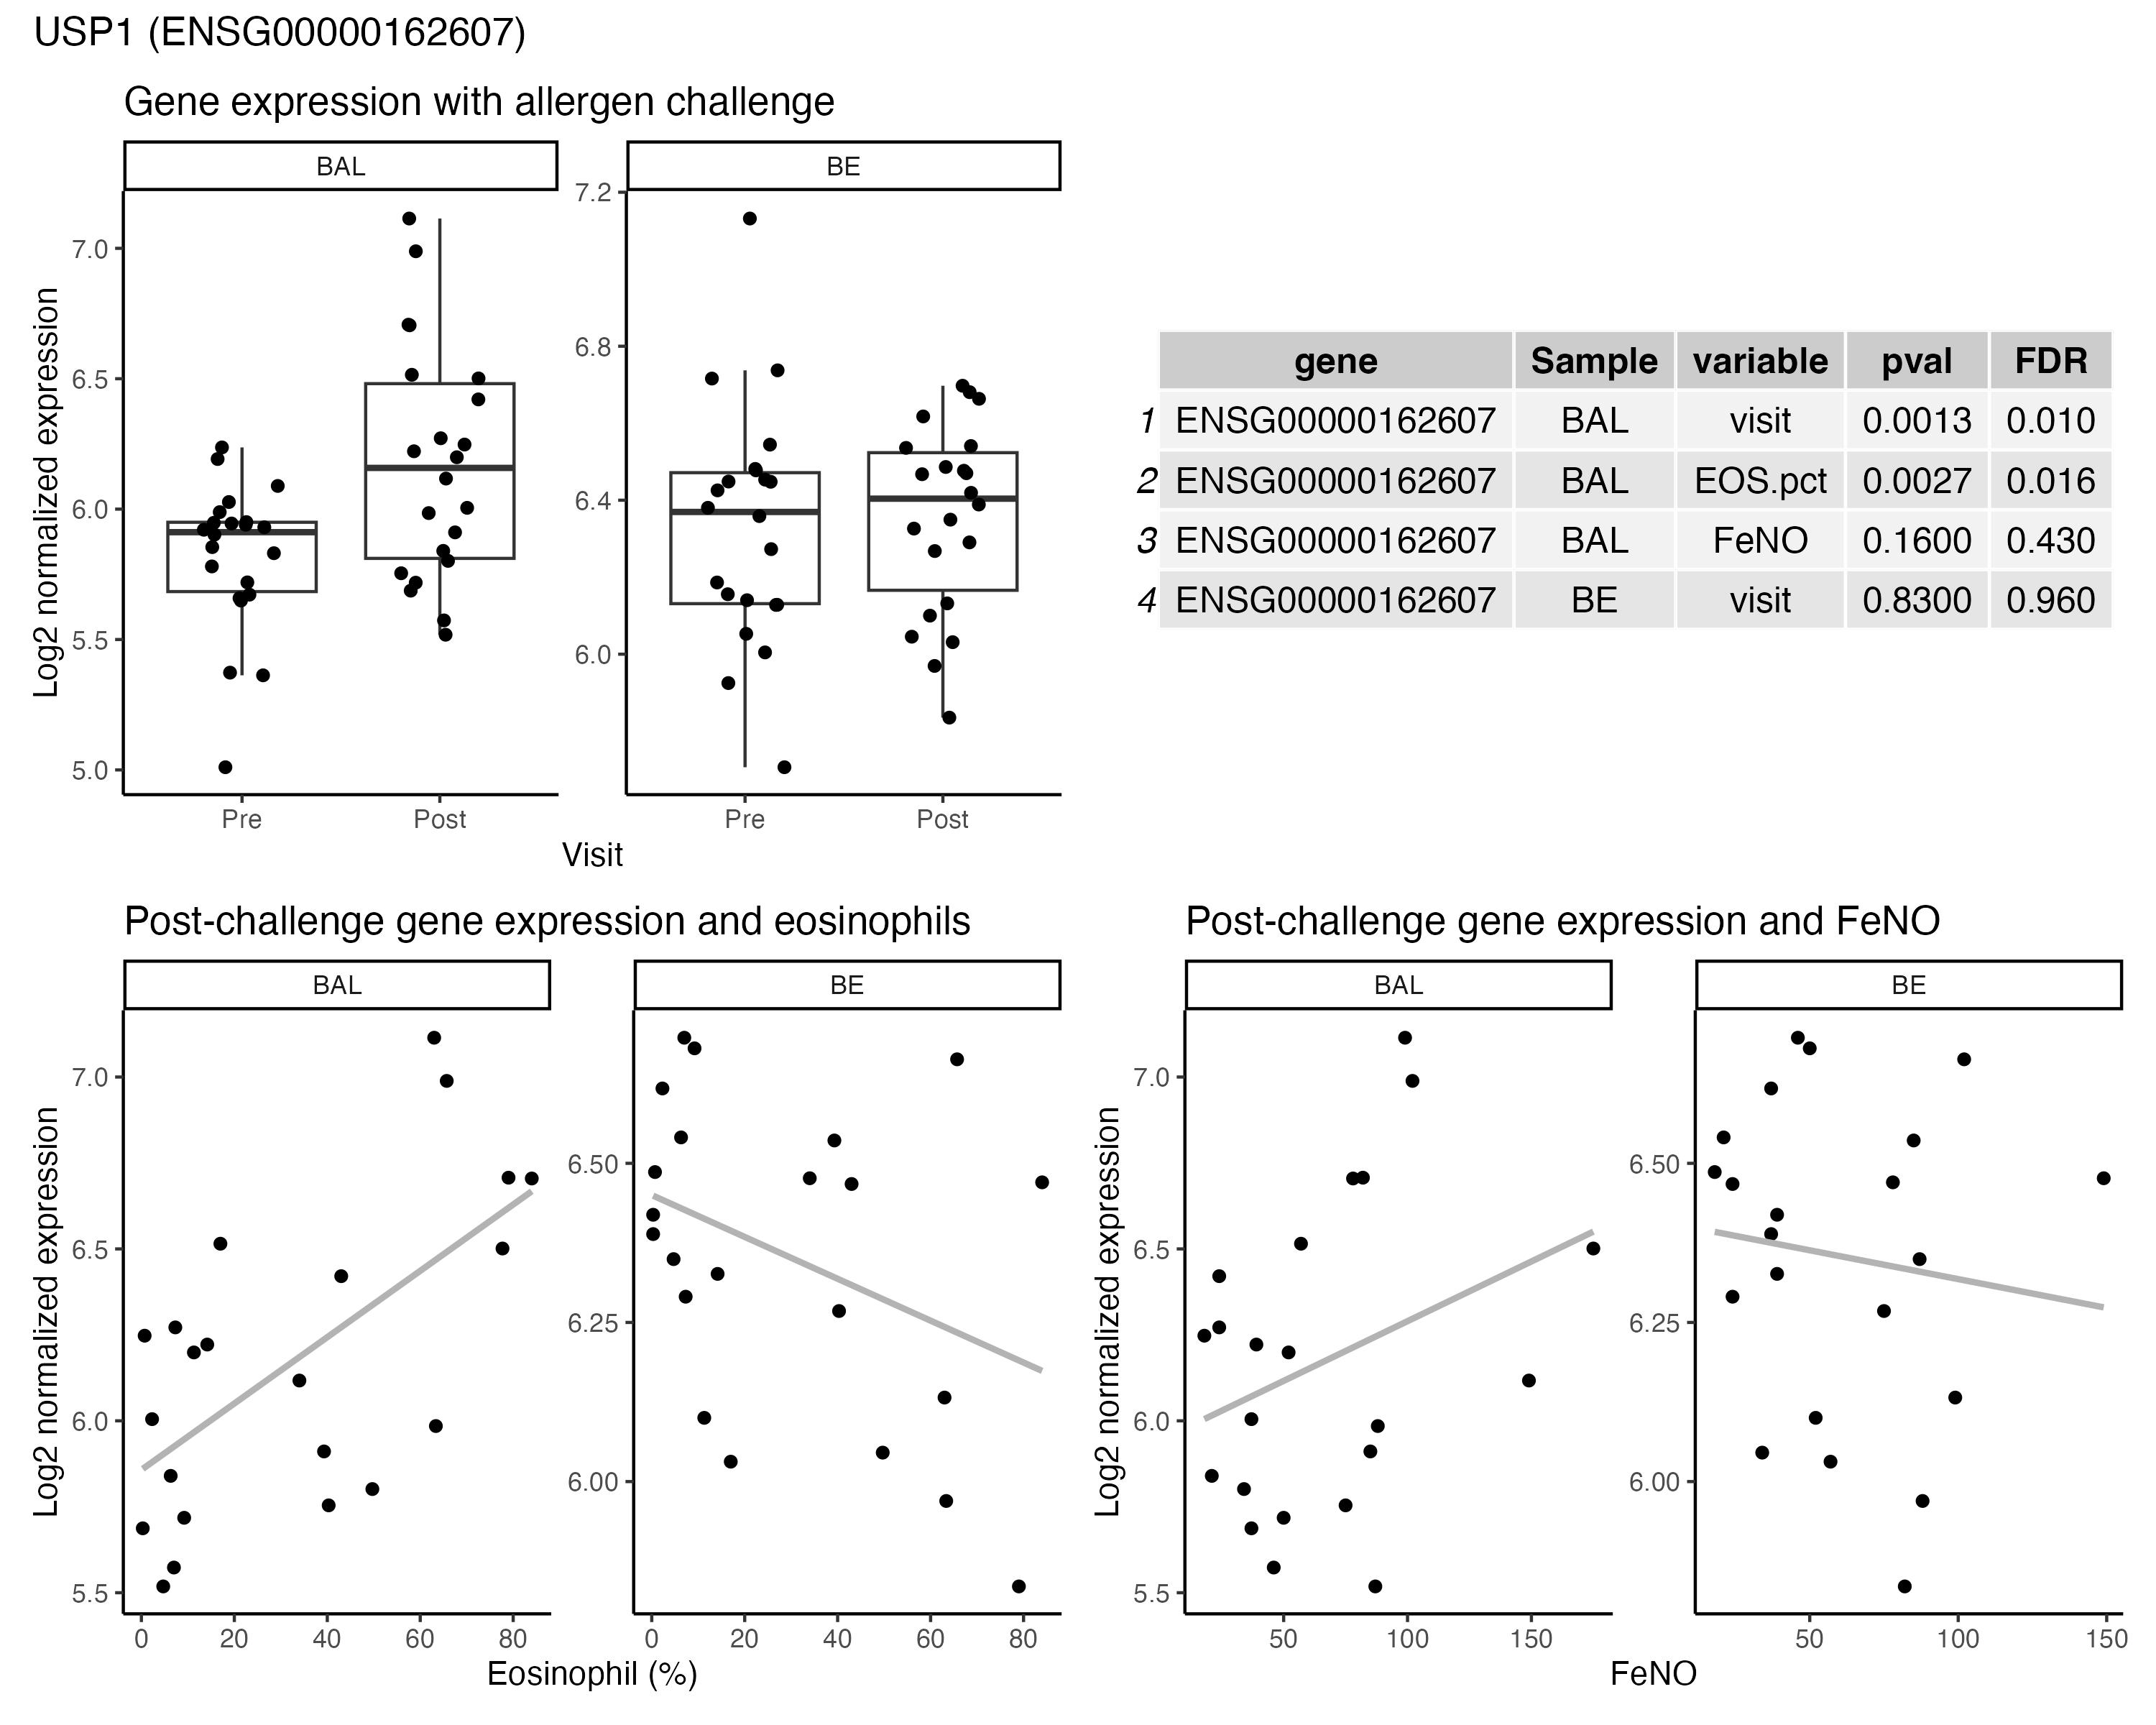 USP1 (ENSG00000162607)
Gene expression with allergen challenge
BAL
BE
Log2 normalized expression
7.0
6.5
6.0
5.5
5.0
7.2
6.8
6.4
6.0
Pre
Post
Pre
Post
Visit
gene Sample variable pval FDR
1 ENSG00000162607 BAL visit 0.0013 0.010
2 ENSG00000162607 BAL EOS.pct 0.0027 0.016
3 ENSG00000162607 BAL FeNO 0.1600 0.430
4 ENSG00000162607 BE visit 0.8300 0.960
Post-challenge gene expression and eosinophils
BAL
BE
Log2 normalized expression
7.0
6.5
6.0
5.5
6.50
6.25
6.00
0 20 40 60 80
0 20 40 60 80
Eosinophil (%)
Post-challenge gene expression and FeNO
BAL
BE
Log2 normalized expression
7.0
6.5
6.0
5.5
6.50
6.25
6.00
50 100 150
50 100 150
FeNO